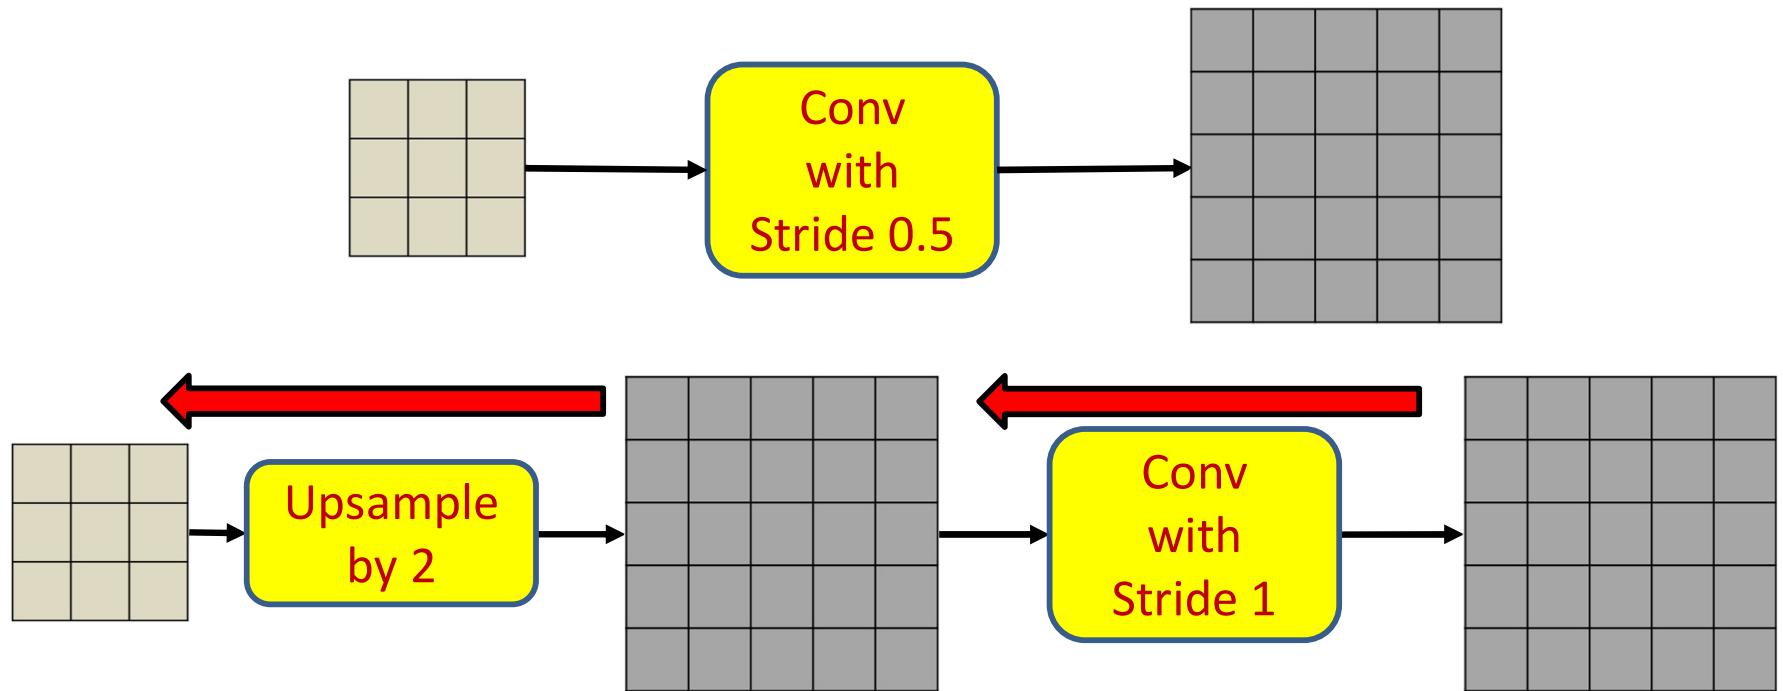 Conv
with
Stride 0.5
Upsample
by 2
Conv
with
Stride 1